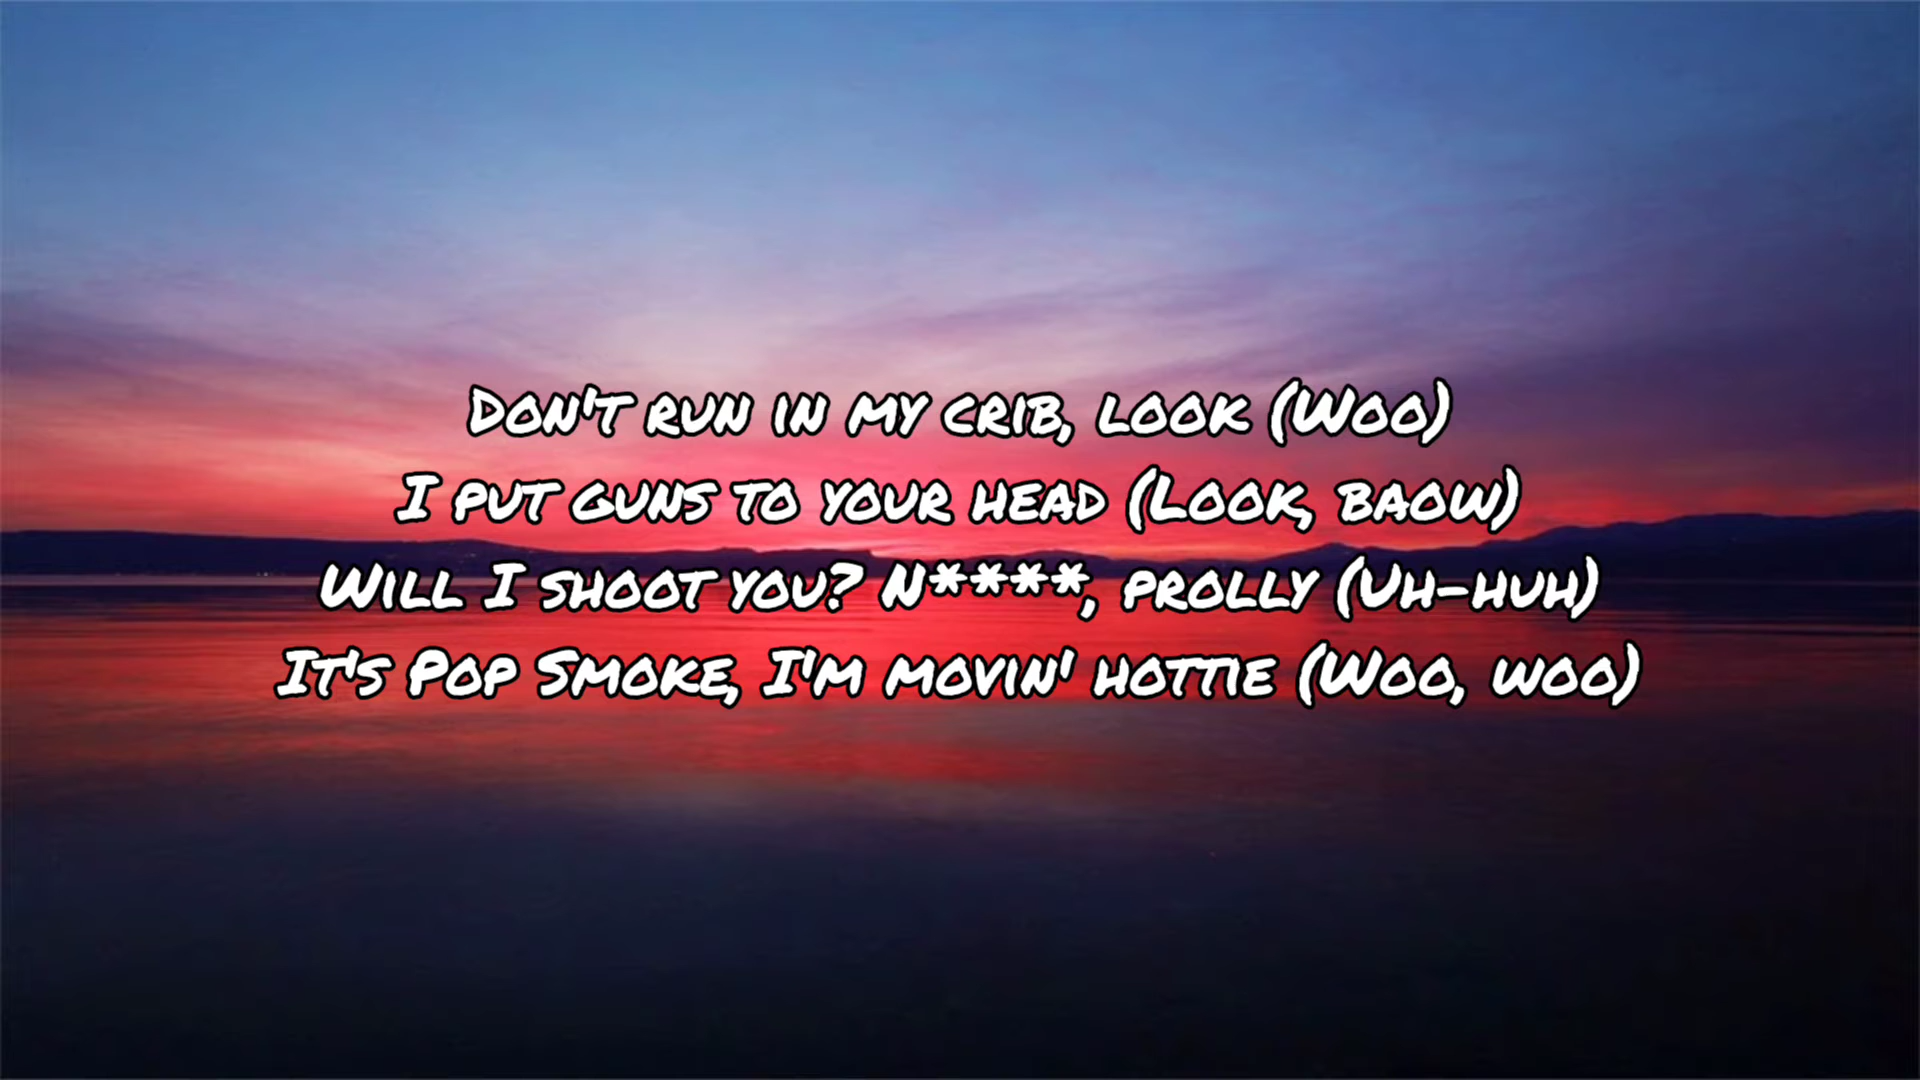 Don't run in my crib, look (Woo)
I put guns to your head (Look, baow)
Will I shoot you? N****, prolly (Uh-huh)
It's Pop Smoke, I'm movin' hottie (Woo, woo)